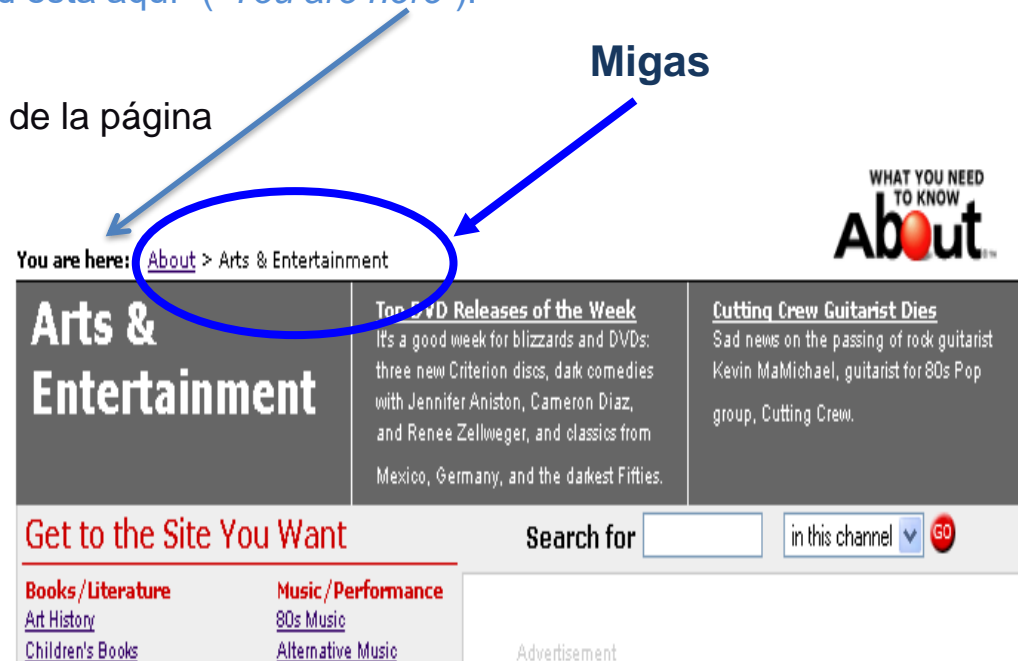 está aquí" ("You are here").
Migas
de la página
WHAT YOU NEED
TO KNOW
About
You are here: About > Arts & Entertainment
Arts &
Entertainment
Top DVD Releases of the Week
It's a good week for blizzards and DVDs:
three new Criterion discs, dark comedies
with Jennifer Aniston, Cameron Diaz,
and Renee Zellweger, and classics from
Mexico, Germany, and the darkest Fifties.
Cutting Crew Guitarist Dies
Sad news on the passing of rock guitarist
Kevin MaMichael, guitarist for 80s Pop
group, Cutting Crew.
Get to the Site You Want
Search for
in this channel
GO
Books/Literature
Art History
Children's Books
Music/Performance
80s Music
Alternative Music
Advertisement